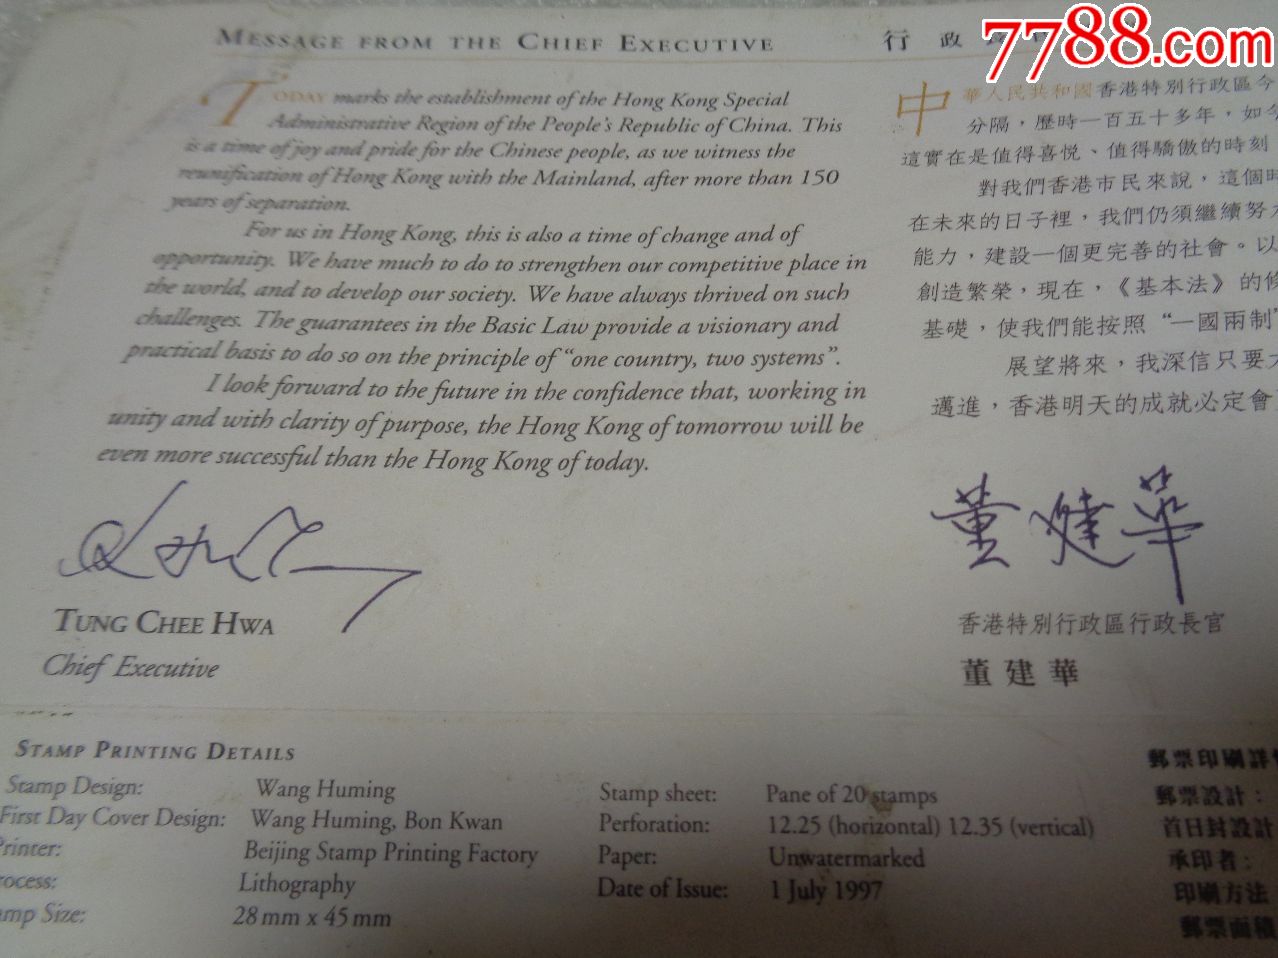 7788.com
MESSAGE FROM THE CHIEF EXECUTIVE
TODAY marks the establishment of the Hong Kong Special
Administrative Region of the People's Republic of China. This
is a time of joy and pride for the Chinese people, as we witness the
reunification of Hong Kong with the Mainland, after more than 150
years of separation.
For us in Hong Kong, this is also a time of change and of
opportunity. We have much to do to strengthen our competitive place in
the world, and to develop our society. We have always thrived on such
challenges. The guarantees in the Basic Law provide a visionary and
practical basis to do so on the principle of "one country, two systems".
I look forward to the future in the confidence that, working in
unity and with clarity of purpose, the Hong Kong of tomorrow will be
even more successful than the Hong Kong of today.
TUNG CHEE HWA
Chief Executive
行政
中華人民共和國香港特別行政區今
分隔，歷時一百五十多年，如今
這實在是值得喜悦、值得驕傲的時刻
對我們香港市民來說，這個時
在未來的日子裡，我們仍須繼續努力
能力，建設一個更完善的社會。以
創造繁榮，現在，《基本法》的條
基礎，使我們能按照“一國兩制”
展望將來，我深信只要大
邁進，香港明天的成就必定會
董建華
香港特別行政區行政長官
董建華
STAMP PRINTING DETAILS
Stamp Design: Wang Huming
First Day Cover Design: Wang Huming, Bon Kwan
Printer: Beijing Stamp Printing Factory
rocess: Lithography
amp Size: 28 mm x 45 mm
Stamp sheet: Pane of 20 stamps
Perforation: 12.25 (horizontal) 12.35 (vertical)
Paper: Unwatermarked
Date of Issue: 1 July 1997
郵票印刷詳情
郵票設計：
首日封設計
承印者：
印刷方法
郵票面積